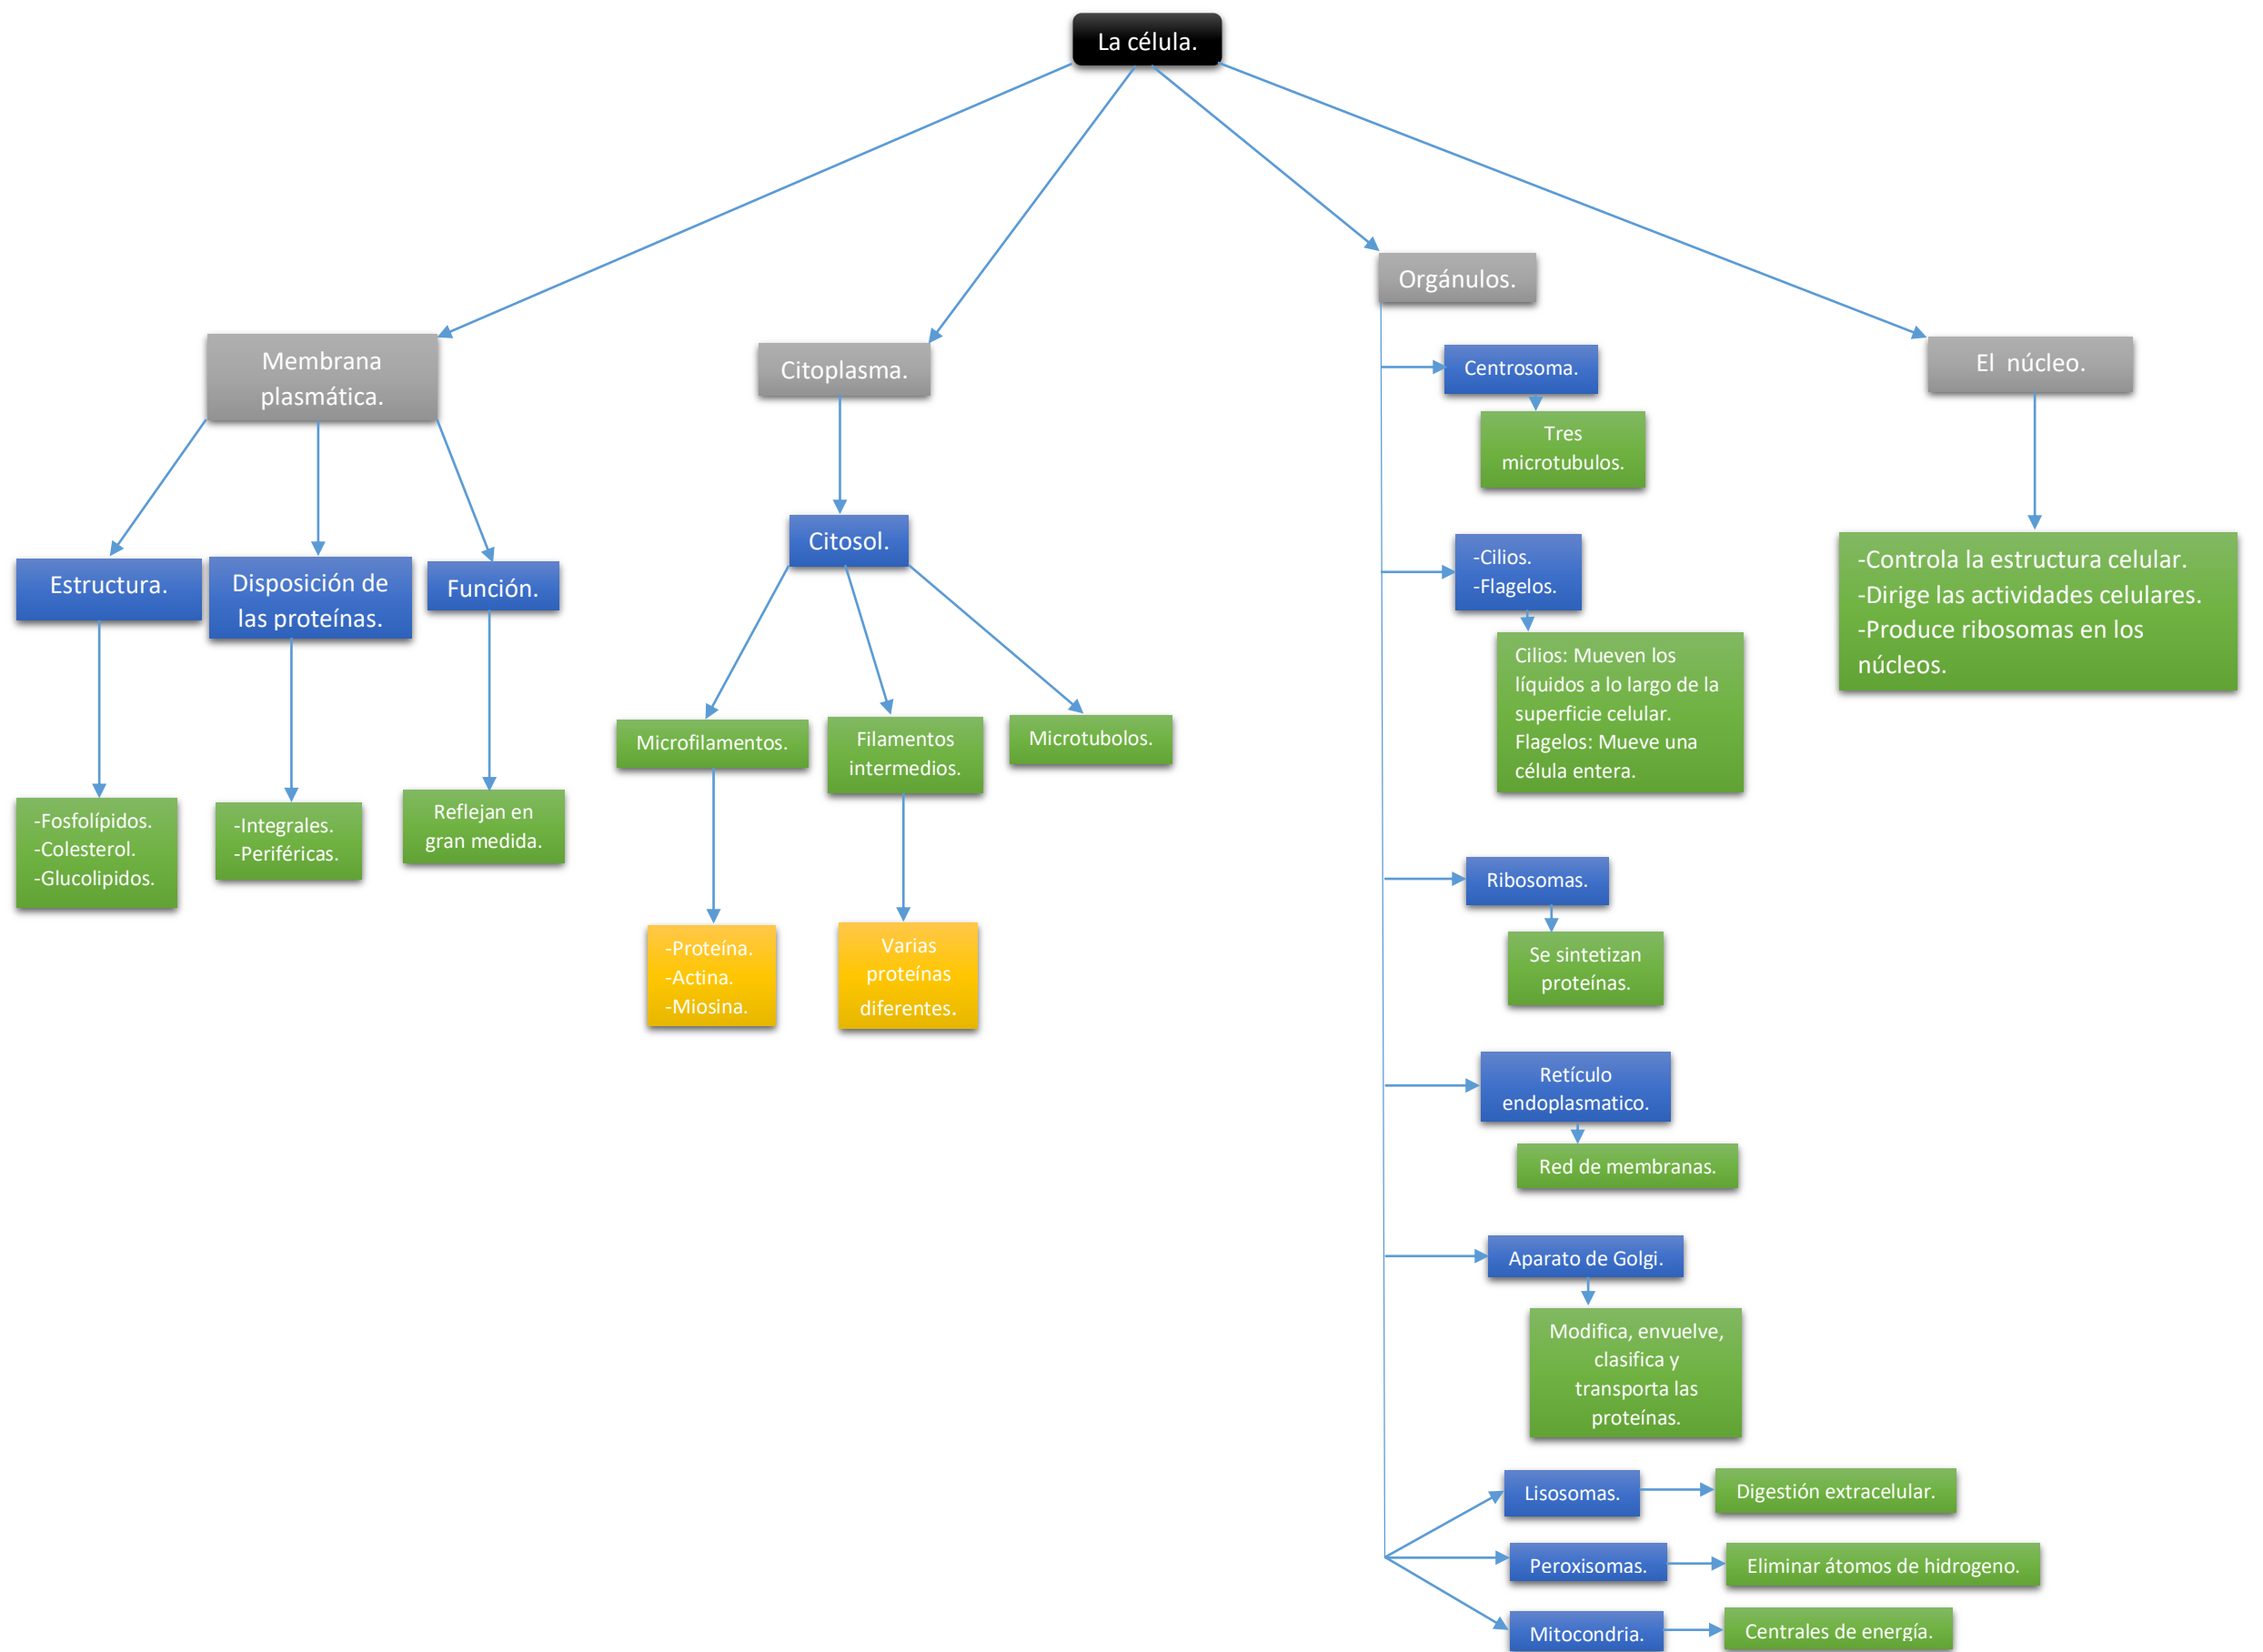 La célula.
Membrana
plasmática.
Estructura.
-Fosfolípidos.
-Colesterol.
-Glucolipidos.
Disposición de
las proteínas.
-Integrales.
-Periféricas.
Función.
Reflejan en
gran medida.
Citoplasma.
Citosol.
Microfilamentos.
-Proteína.
-Actina.
-Miosina.
Filamentos
intermedios.
Varias
proteínas
diferentes.
Microtubolos.
Orgánulos.
Centrosoma.
Tres
microtubulos.
-Cilios.
-Flagelos.
Cilios: Mueven los
líquidos a lo largo de la
superficie celular.
Flagelos: Mueve una
célula entera.
Ribosomas.
Se sintetizan
proteínas.
Retículo
endoplasmatico.
Red de membranas.
Aparato de Golgi.
Modifica, envuelve,
clasifica y
transporta las
proteínas.
Lisosomas.
Digestión extracelular.
Peroxisomas.
Eliminar átomos de hidrogeno.
Mitocondria.
Centrales de energía.
El núcleo.
-Controla la estructura celular.
-Dirige las actividades celulares.
-Produce ribosomas en los
núcleos.